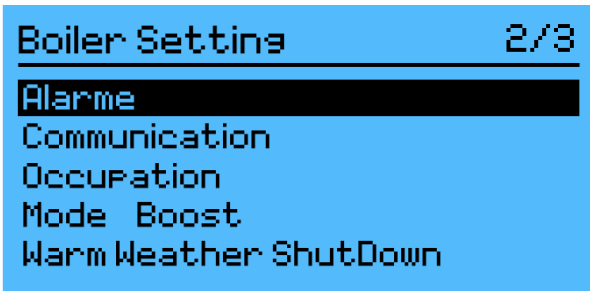 Boiler Setting 2/3
Alarme
Communication
Occupation
Mode Boost
Warm Weather ShutDown